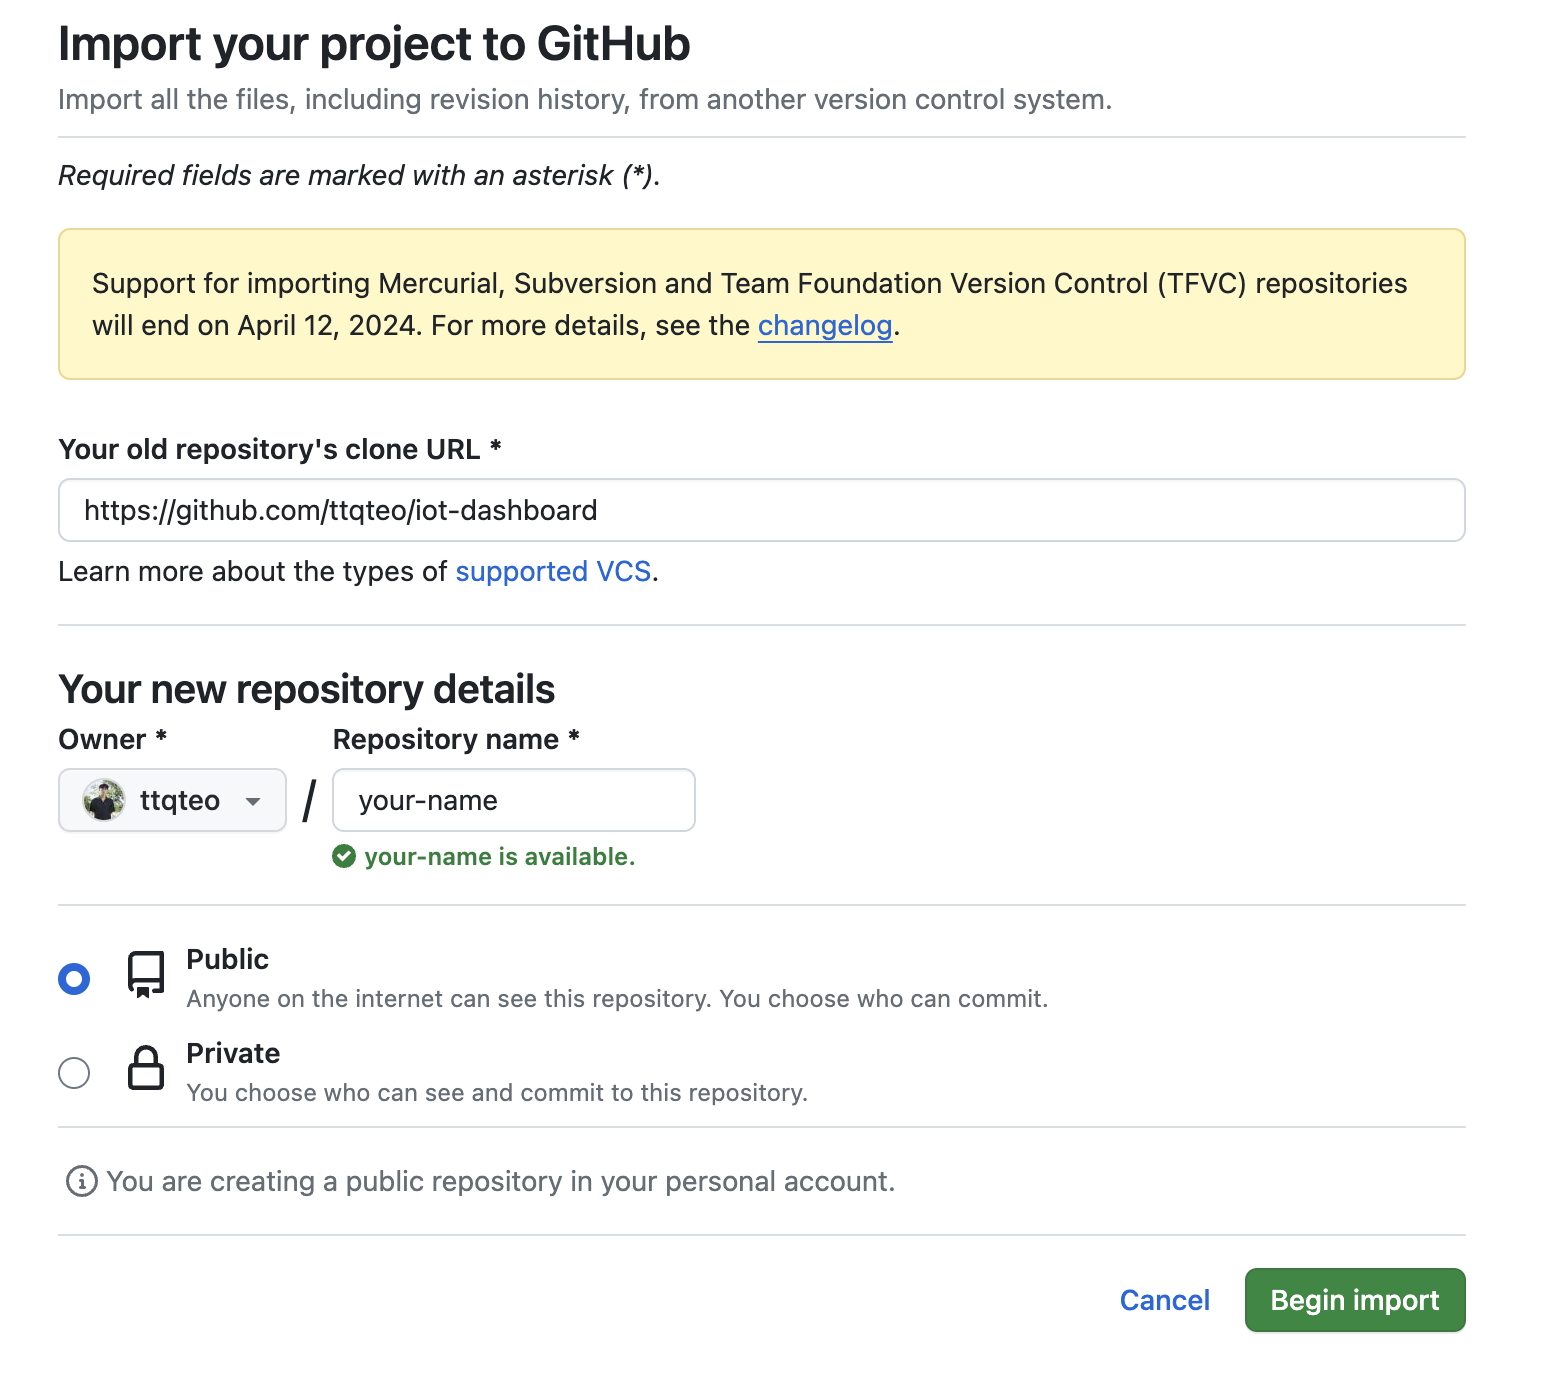 Import your project to GitHub
Import all the files, including revision history, from another version control system.
Required fields are marked with an asterisk (*).
Support for importing Mercurial, Subversion and Team Foundation Version Control (TFVC) repositories
will end on April 12, 2024. For more details, see the changelog.
Your old repository's clone URL *
https://github.com/ttqteo/iot-dashboard
Learn more about the types of supported VCS.
Your new repository details
Owner * Repository name *
ttqteo / your-name
your-name is available.
Public
Anyone on the internet can see this repository. You choose who can commit.
Private
You choose who can see and commit to this repository.
You are creating a public repository in your personal account.
Cancel Begin import